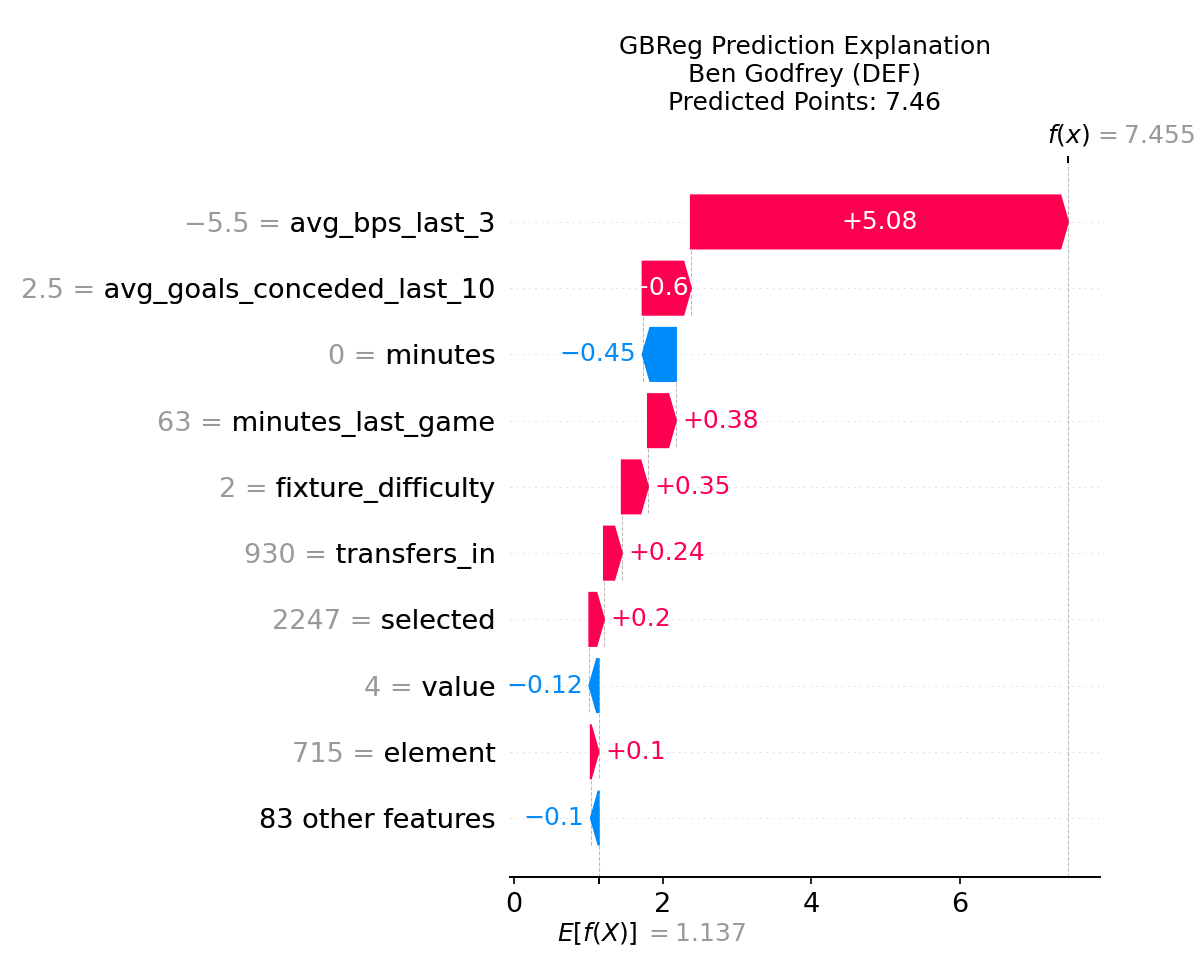 GBReg Prediction Explanation
Ben Godfrey (DEF)
Predicted Points: 7.46
f(x) = 7.455
−5.5 = avg_bps_last_3
+5.08
2.5 = avg_goals_conceded_last_10
0.6
0 = minutes
−0.45
63 = minutes_last_game
+0.38
2 = fixture_difficulty
+0.35
930 = transfers_in
+0.24
2247 = selected
+0.2
4 = value
−0.12
715 = element
+0.1
83 other features
−0.1
0 2 4 6
E[f(X)] = 1.137